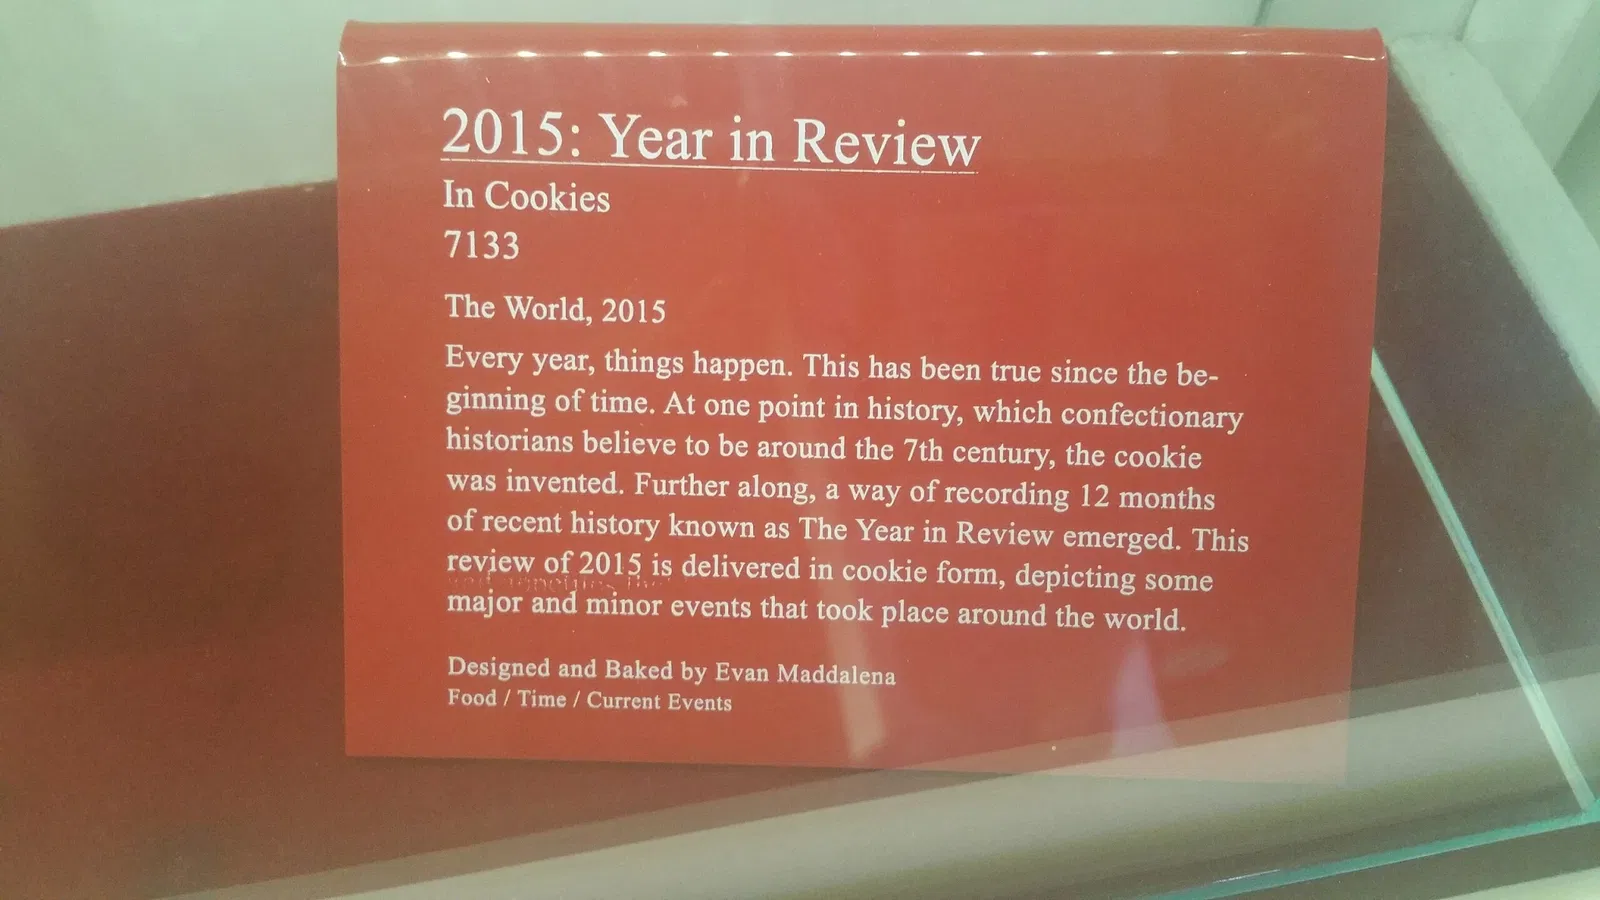 2015: Year in Review
In Cookies
7133
The World, 2015
Every year, things happen. This has been true since the be-
ginning of time. At one point in history, which confectionary
historians believe to be around the 7th century, the cookie
was invented. Further along, a way of recording 12 months
of recent history known as The Year in Review emerged. This
review of 2015 is delivered in cookie form, depicting some
major and minor events that took place around the world.
Designed and Baked by Evan Maddalena
Food / Time / Current Events